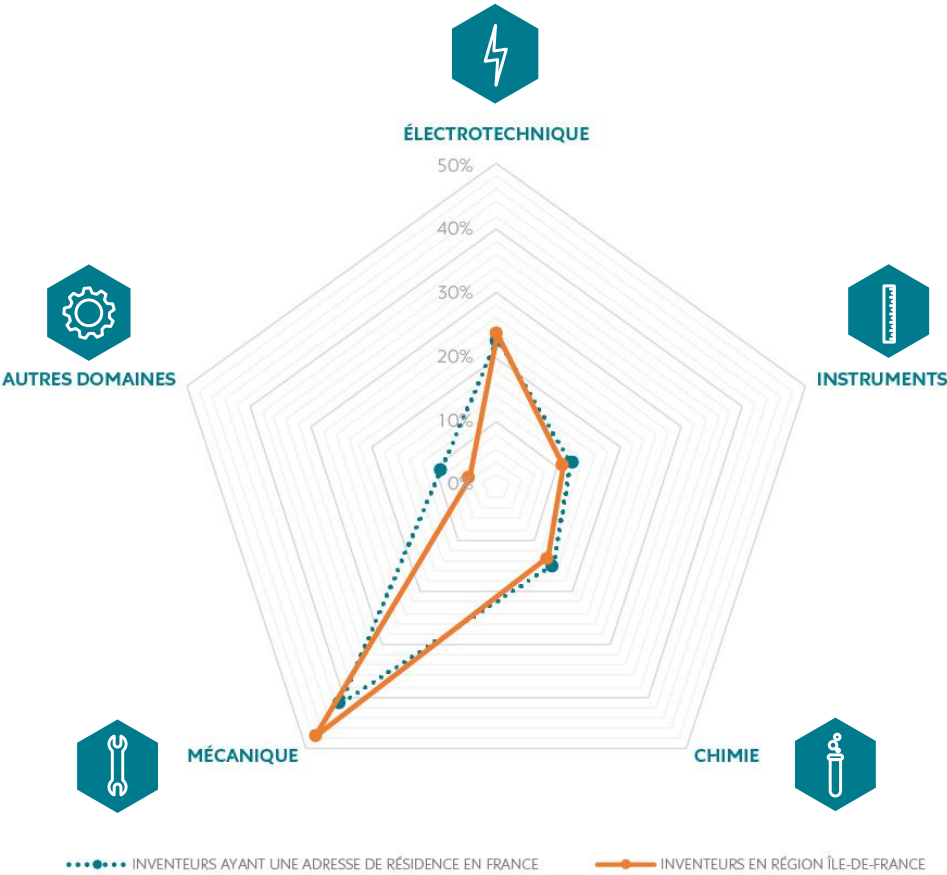 ÉLECTROTECHNIQUE
50%
40%
30%
20%
10%
0%
AUTRES DOMAINES
INSTRUMENTS
MÉCANIQUE
CHIMIE
INVENTEURS AYANT UNE ADRESSE DE RÉSIDENCE EN FRANCE
INVENTEURS EN RÉGION ÎLE-DE-FRANCE